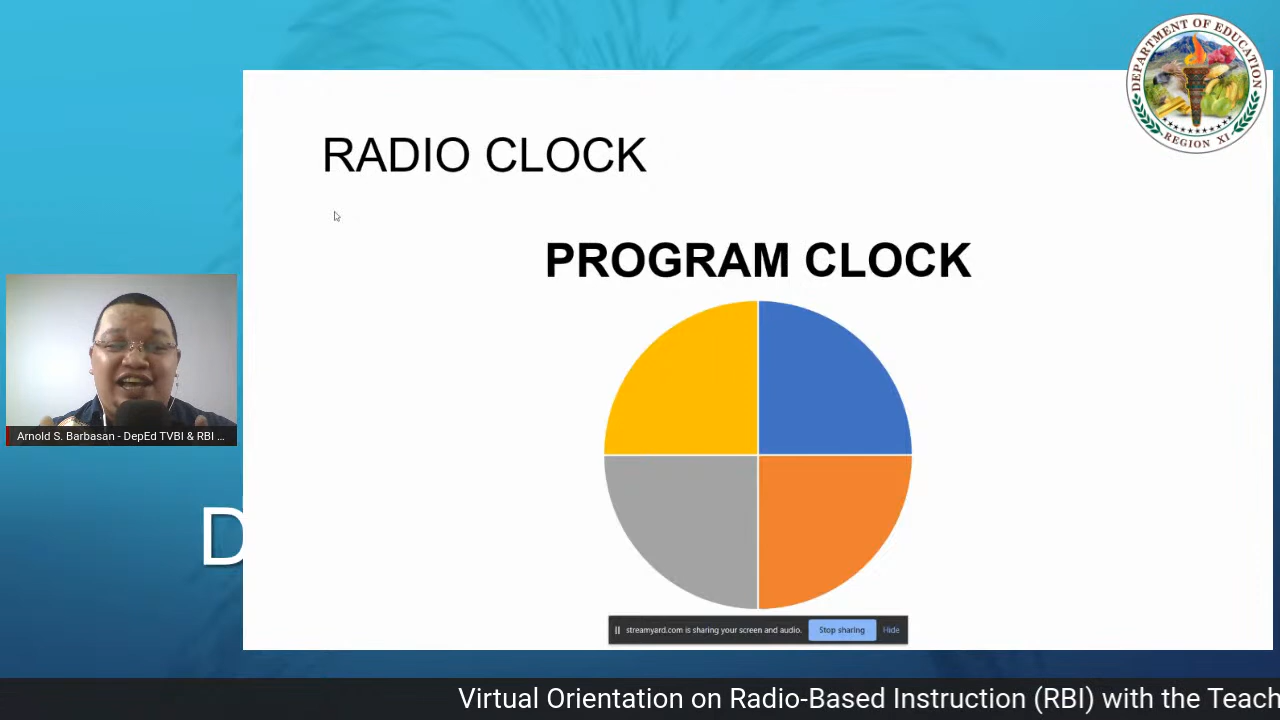 DEPARTMENT OF EDUCATION
REGION XI
RADIO CLOCK
PROGRAM CLOCK
Arnold S. Barbasan - DepEd TVBI & RBI ...
D
streamyard.com is sharing your screen and audio. Stop sharing Hide
Virtual Orientation on Radio-Based Instruction (RBI) with the Teach